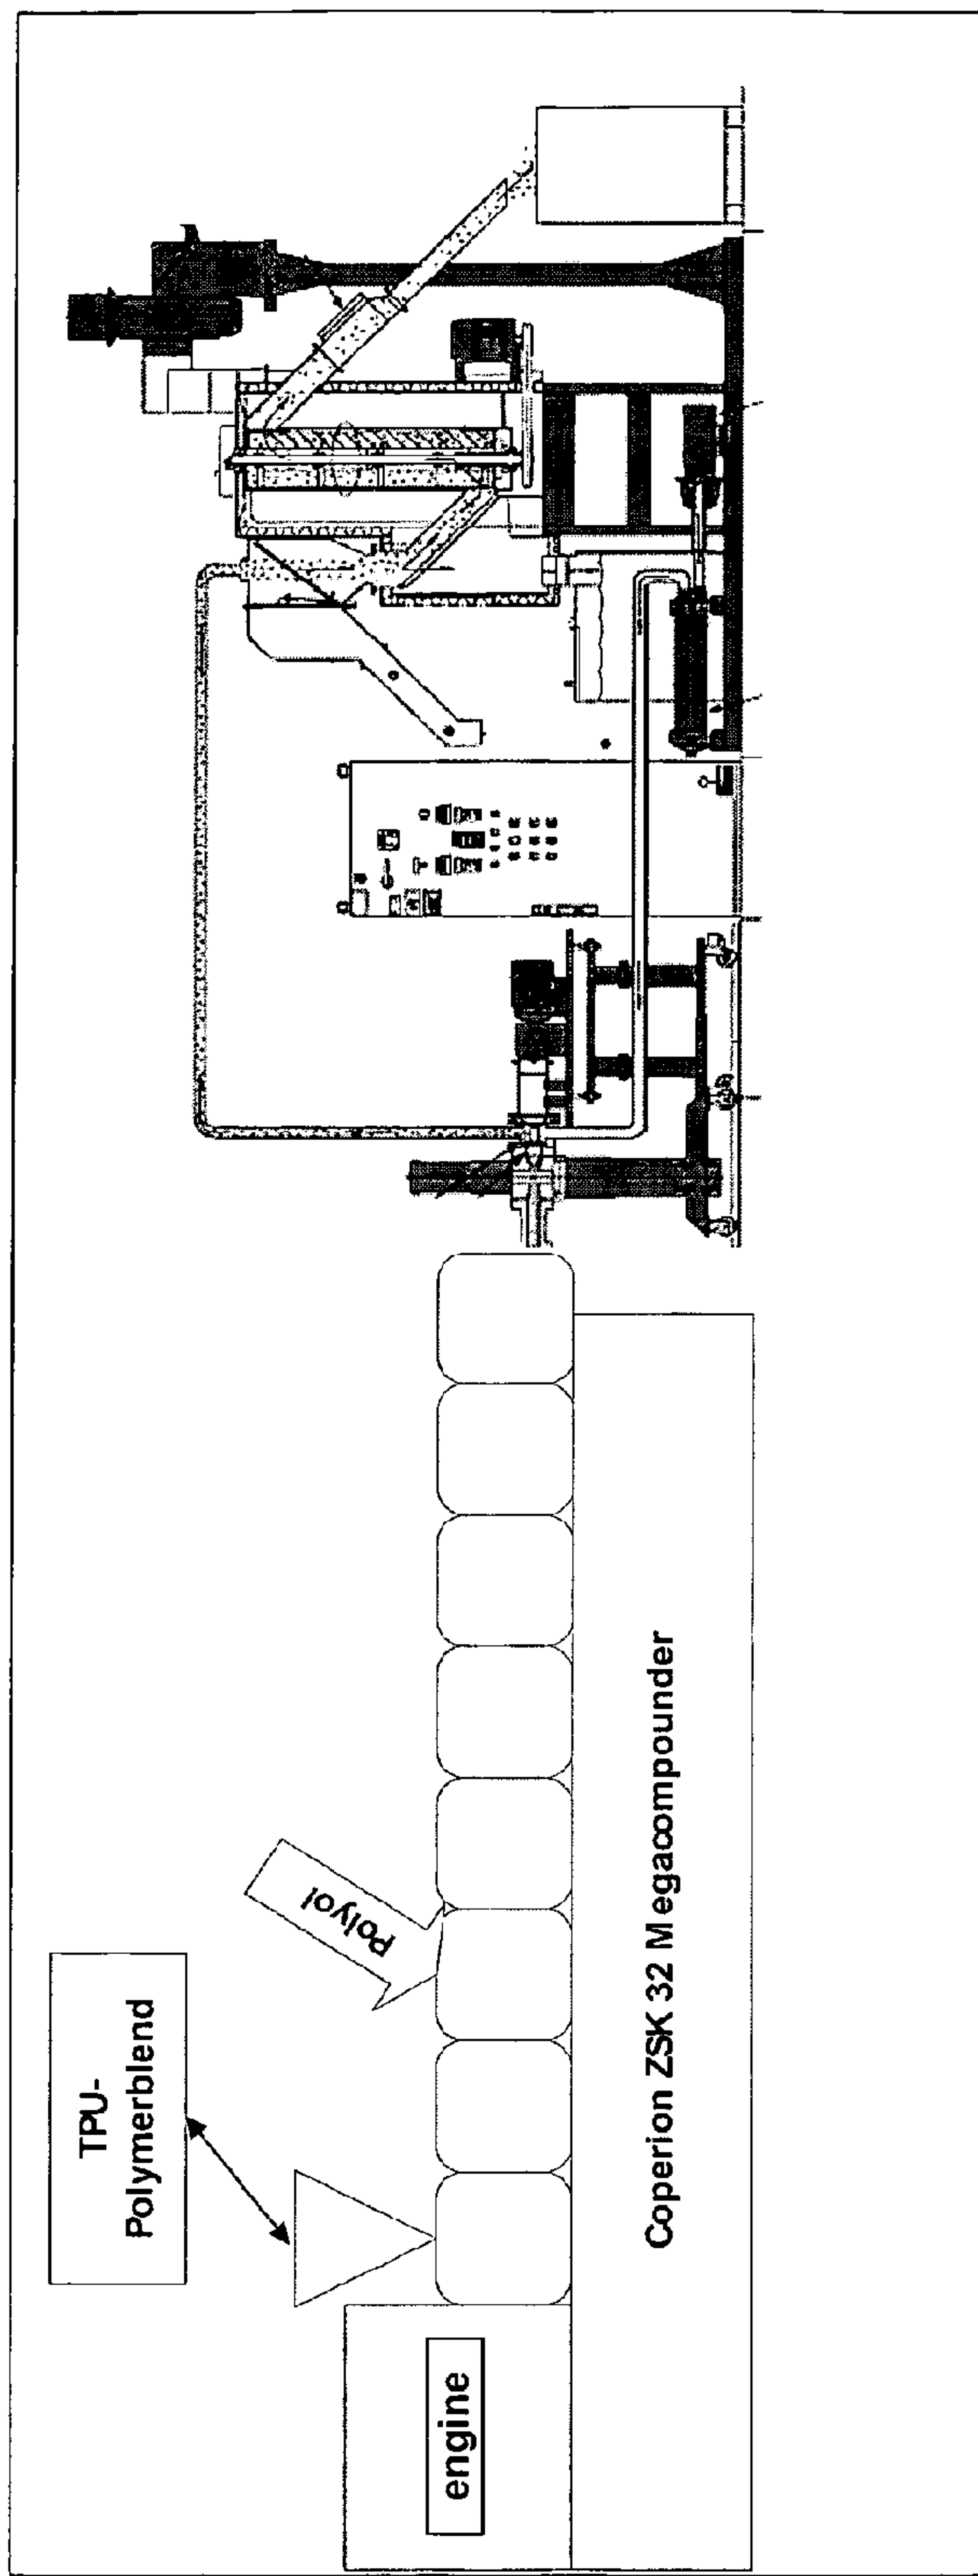 TPU-
Polymerblend
Polyol
engine
Coperion ZSK 32 Megacompounder